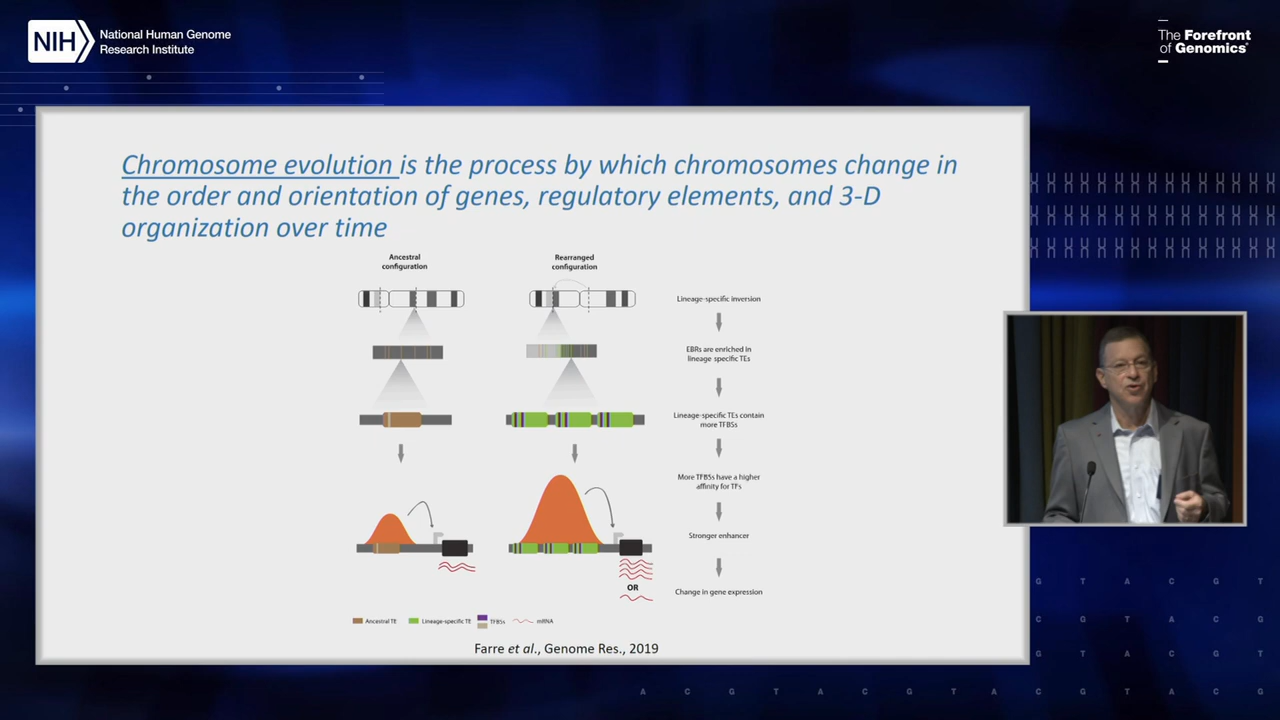 NIH
National Human Genome
Research Institute
The Forefront
of Genomics®
Chromosome evolution is the process by which chromosomes change in
the order and orientation of genes, regulatory elements, and 3-D
organization over time
Ancestral
configuration
Rearranged
configuration
Lineage-specific inversion
EBRs are enriched in
lineage specific TEs
Lineage-specific TEs contain
more TFBSs
More TFBSs have a higher
affinity for TFs
Stronger enhancer
OR
Change in gene expression
Ancestral TE
Lineage-specific TE
TFBSs
mRNA
Farre et al., Genome Res., 2019
G T A C G T
G T A C G T
G T A C G T
A C G T A C G T A C G T A C G